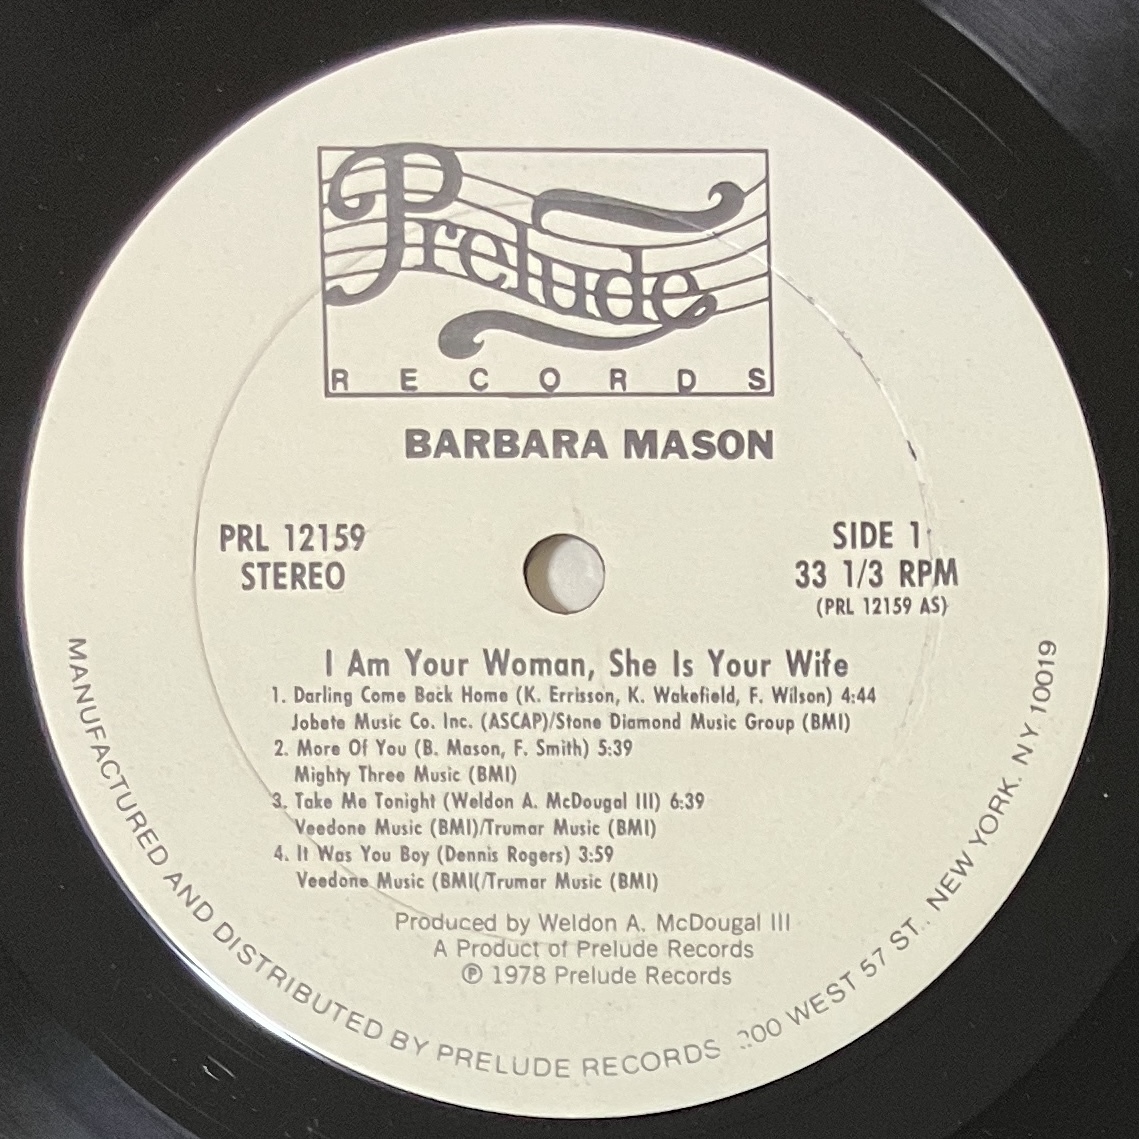 Prelude
RECORDS
BARBARA MASON
PRL 12159
STEREO
SIDE 1
33 1/3 RPM
(PRL 12159 AS)
I Am Your Woman, She Is Your Wife
1. Darling Come Back Home (K. Errisson, K. Wakefield, F. Wilson) 4:44
Jobete Music Co. Inc. (ASCAP)/Stone Diamond Music Group (BMI)
2. More Of You (B. Mason, F. Smith) 5:39
Mighty Three Music (BMI)
3. Take Me Tonight (Weldon A. McDougal III) 6:39
Veedone Music (BMI)/Trumar Music (BMI)
4. It Was You Boy (Dennis Rogers) 3:59
Veedone Music (BMI(/Trumar Music (BMI)
Produced by Weldon A. McDougal III
A Product of Prelude Records
℗ 1978 Prelude Records
MANUFACTURED AND DISTRIBUTED BY PRELUDE RECORDS 200 WEST 57 ST., NEW YORK, NY 10019